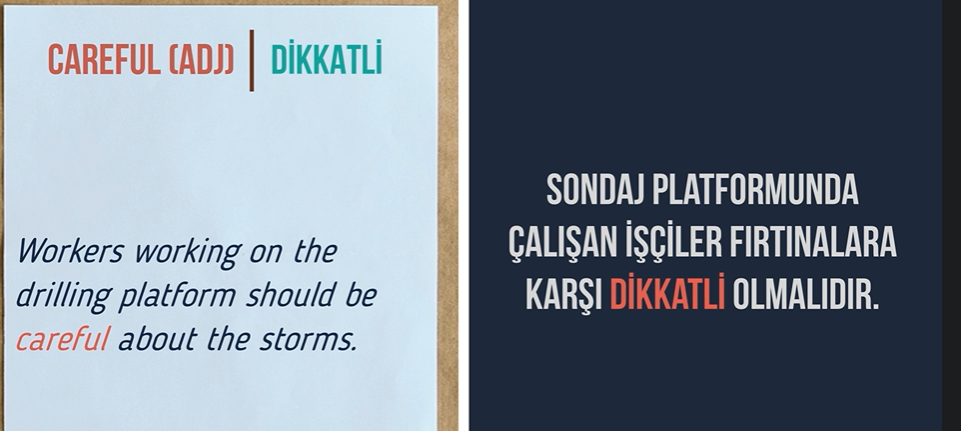 CAREFUL (ADJ) | DİKKATLİ
Workers working on the
drilling platform should be
careful about the storms.
SONDAJ PLATFORMUNDA
ÇALIŞAN İŞÇİLER FIRTINALARA
KARŞI DİKKATLİ OLMALIDIR.